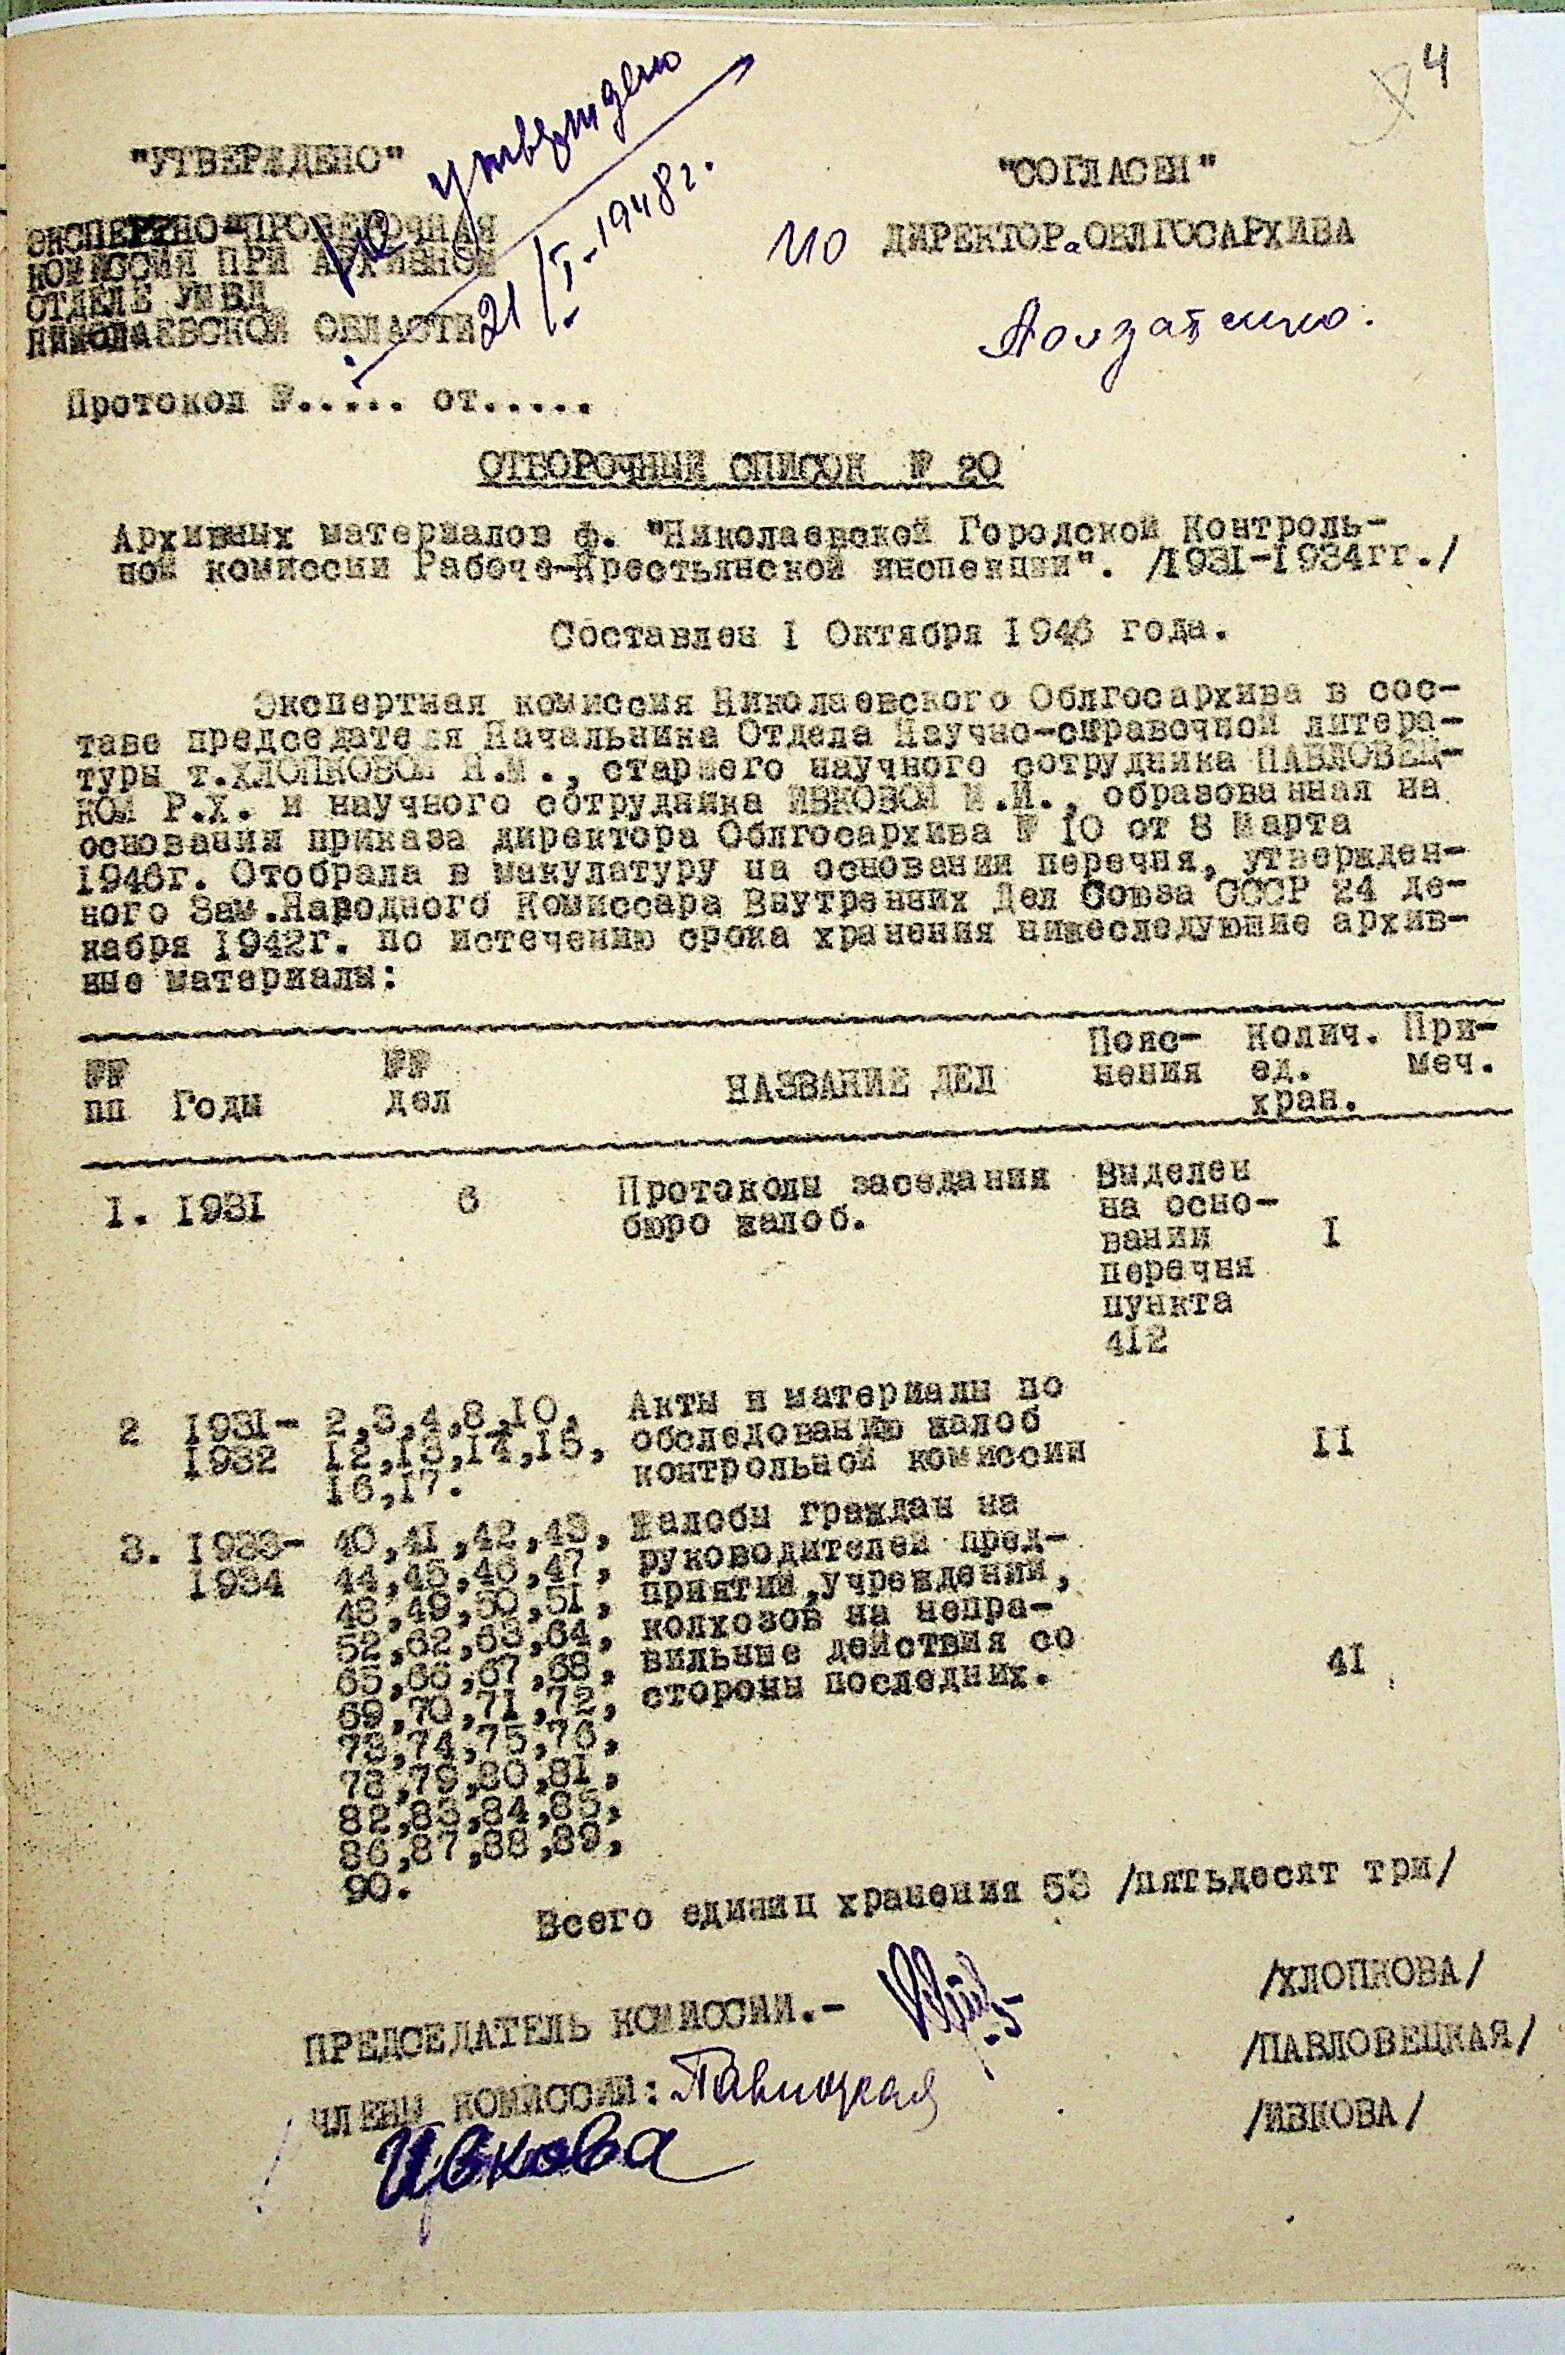 4
"УТВЕРЖДЕНО"
Не утверждено
21/I-1948г.
"СОГЛАСЕН"
ЭКСПЕРТНО-ПРОВЕРОЧНАЯ
КОМИССИЯ ПРИ АРХИВНОМ
ОТДЕЛЕ УМВД
НИКОЛАЕВСКОЙ ОБЛАСТИ
ИО ДИРЕКТОРа ОБЛГОСАРХИВА
Протокол №..... от.....
ОТБОРОЧНЫЙ СПИСОК № 20
Архивных материалов ф. "Николаевской Городской Контроль-
ной комиссии Рабоче-Крестьянской инспекции". /1931-1934гг./
Составлен 1 Октября 1946 года.
Экспертная комиссия Николаевского Облгосархива в сос-
таве председателя Начальника Отдела Научно-справочной литера-
туры т.ХЛОПКОВОЙ Н.М., старшего научного сотрудника ПАВЛОВЕЦ-
КОЙ Р.Х. и научного сотрудника ИВКОВОЙ М.И., образованная на
основании приказа директора Облгосархива № 10 от 8 Марта
1946г. Отобрала в макулатуру на основании перечня, утвержден-
ного Зам.Народного Комиссара Внутренних Дел Союза СССР 24 де-
кабря 1942г. по истечению срока хранения нижеследующие архив-
ные материалы:
№№ пп Годы №№ дел НАЗВАНИЕ ДЕЛ Пояс- нения Колич. ед. хран. При- меч.
1. 1931 6 Протоколы заседания Выделен
бюро жалоб. на осно-
вании I
перечня
пункта
412
2 1931- 2,3,4,8,10, Акты и материалы по
1932 12,13,14,15, обследованию жалоб II
16,17. контрольной комиссии
3. 1933- 40,41,42,43, Жалобы граждан на
1934 44,45,46,47, руководителей пред-
48,49,50,51, приятий,учреждений,
52,62,63,64, колхозов на непра-
65,66,67,68, вильные действия со 4I
69,70,71,72, стороны последних.
73,74,75,76,
78,79,80,81,
82,83,84,85,
86,87,88,89,
90.
Всего единиц хранения 53 /пятьдесят три/
ПРЕДСЕДАТЕЛЬ КОМИССИИ.- /ХЛОПКОВА/
ЧЛЕНЫ КОМИССИИ: /ПАВЛОВЕЦКАЯ/
Ивкова /ИВКОВА/